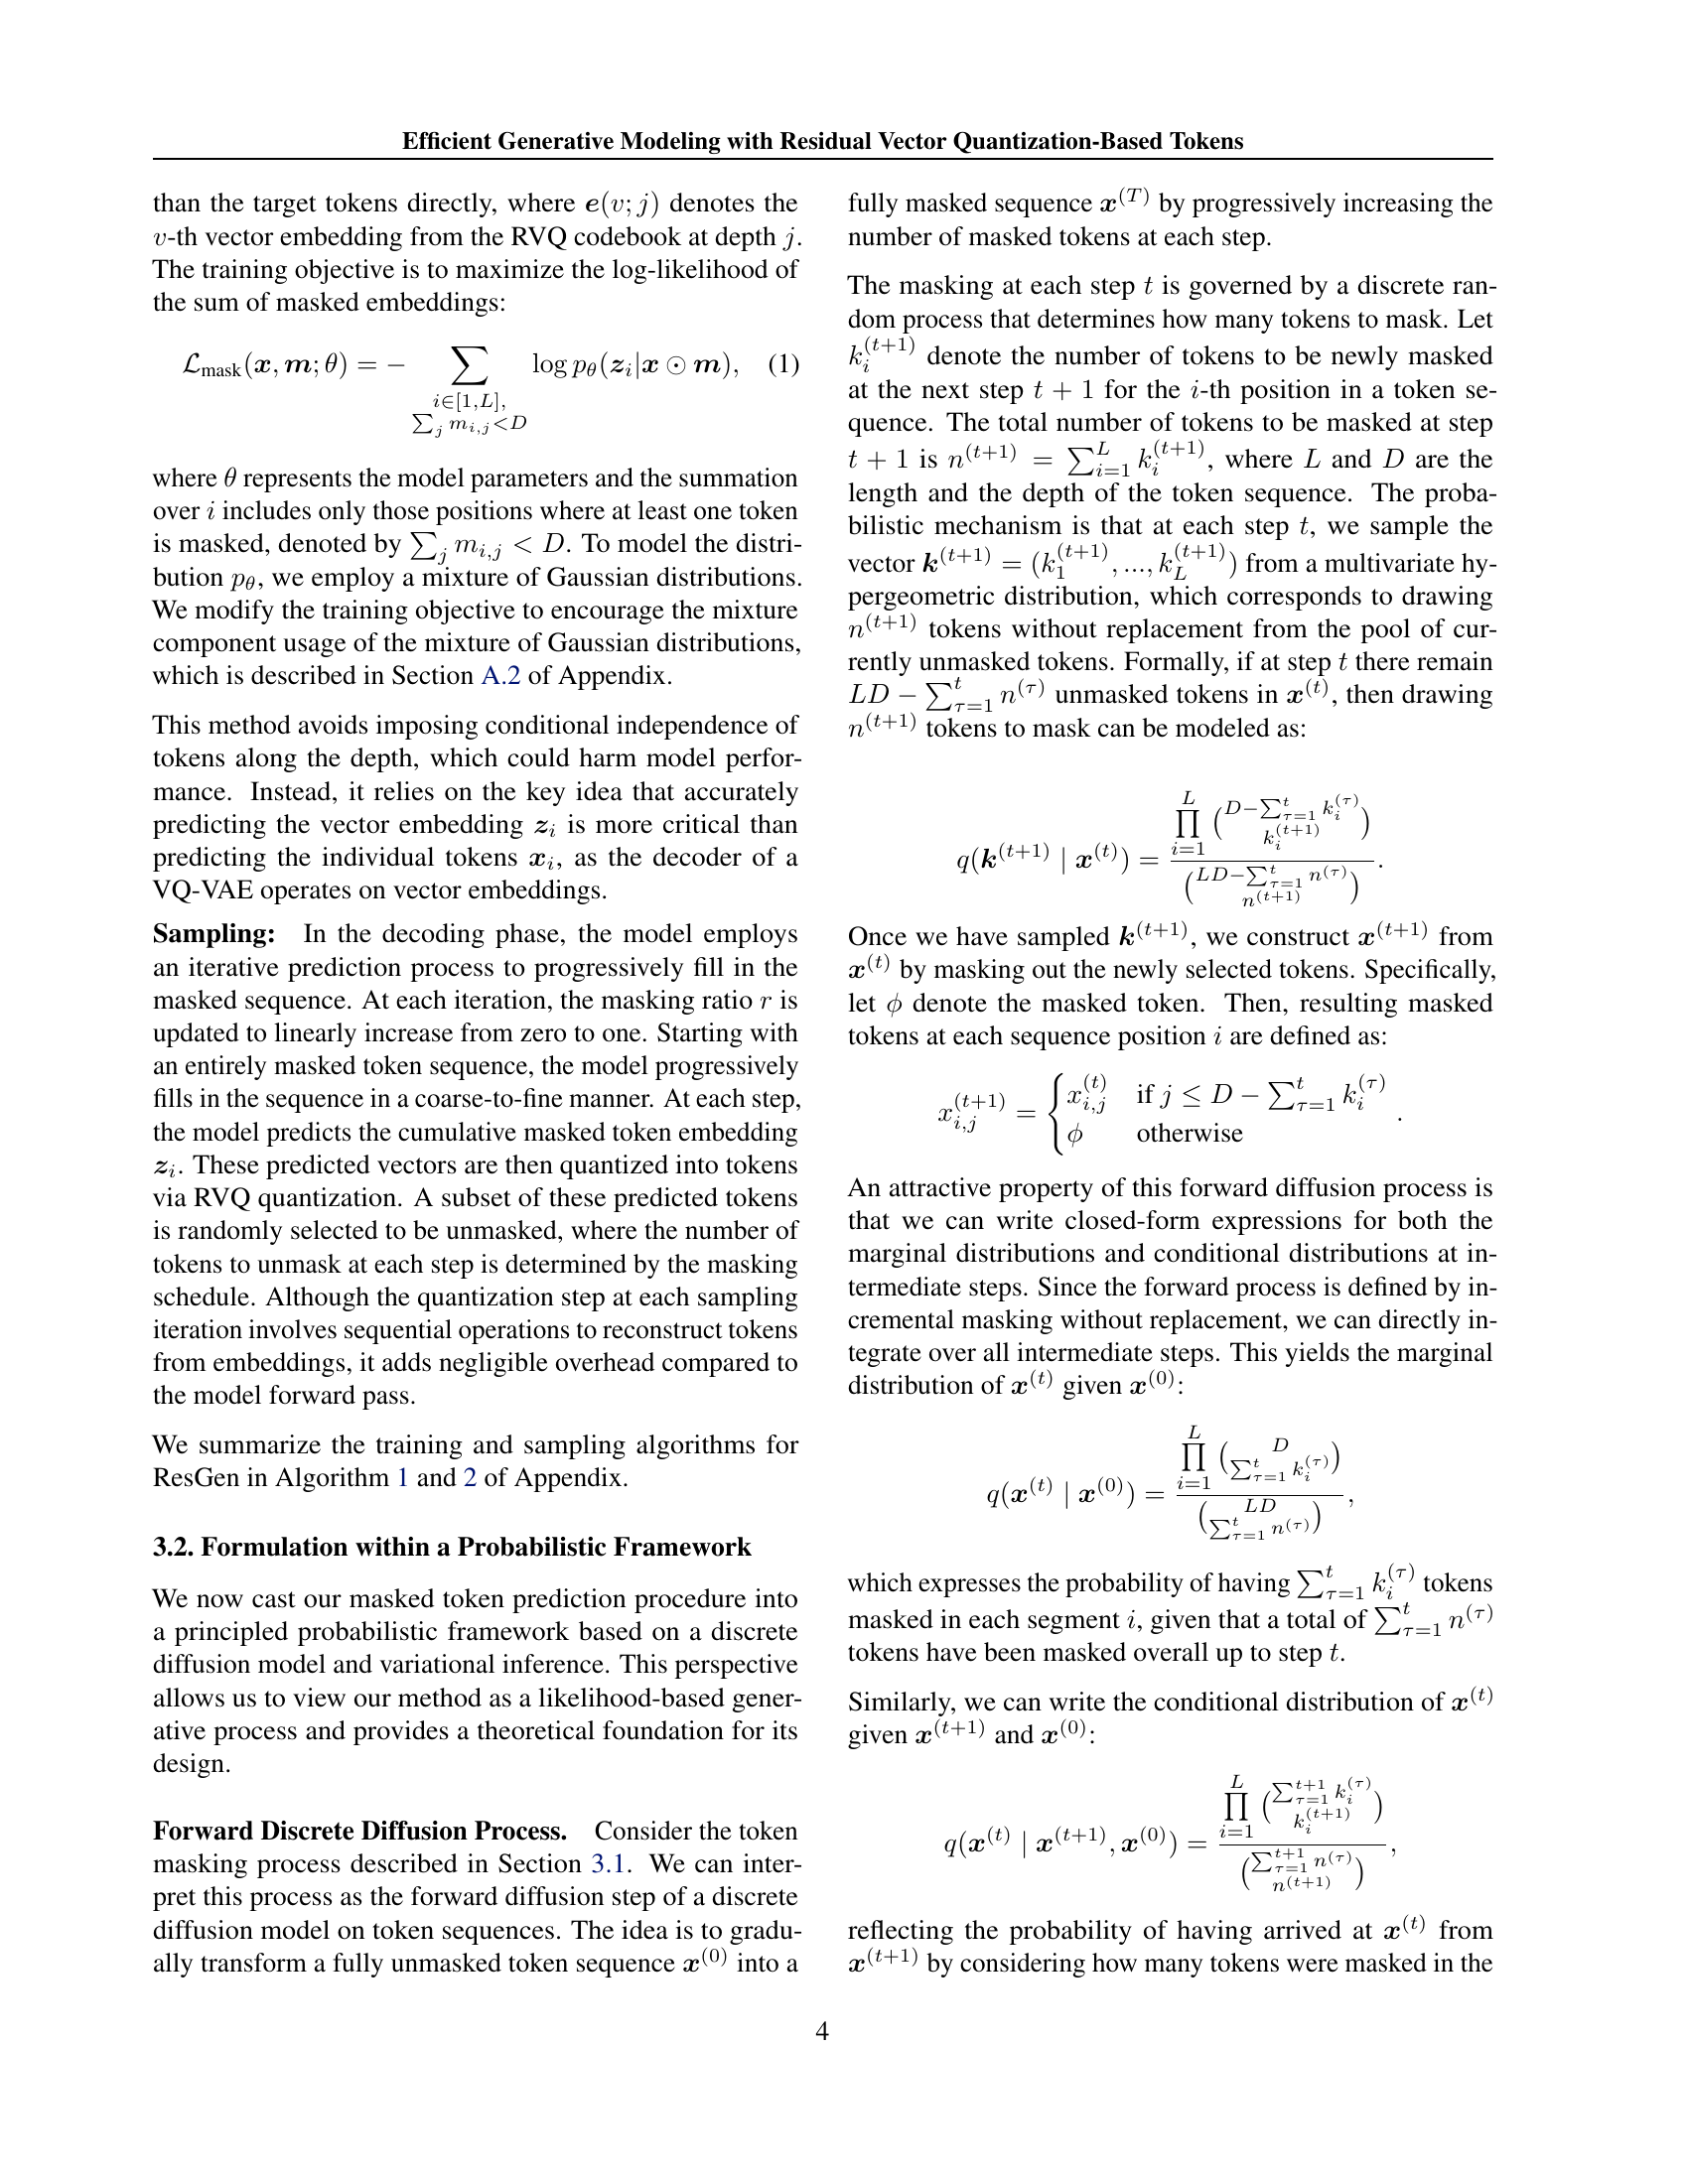 Efficient Generative Modeling with Residual Vector Quantization-Based Tokens
than the target tokens directly, where e(v; j) denotes the
v-th vector embedding from the RVQ codebook at depth j.
The training objective is to maximize the log-likelihood of
the sum of masked embeddings:
$\mathcal{L}_{\text{mask}}(\boldsymbol{x}, \boldsymbol{m}; \theta) = - \sum_{i \in [1,L], \sum_j m_{i,j} < D} \log p_\theta(\boldsymbol{z}_i | \boldsymbol{x} \odot \boldsymbol{m}), \quad (1)$
where θ represents the model parameters and the summation
over i includes only those positions where at least one token
is masked, denoted by $\sum_j m_{i,j} < D$. To model the distri-
bution $p_\theta$, we employ a mixture of Gaussian distributions.
We modify the training objective to encourage the mixture
component usage of the mixture of Gaussian distributions,
which is described in Section A.2 of Appendix.
This method avoids imposing conditional independence of
tokens along the depth, which could harm model perfor-
mance. Instead, it relies on the key idea that accurately
predicting the vector embedding $\boldsymbol{z}_i$ is more critical than
predicting the individual tokens $\boldsymbol{x}_i$, as the decoder of a
VQ-VAE operates on vector embeddings.
Sampling: In the decoding phase, the model employs
an iterative prediction process to progressively fill in the
masked sequence. At each iteration, the masking ratio r is
updated to linearly increase from zero to one. Starting with
an entirely masked token sequence, the model progressively
fills in the sequence in a coarse-to-fine manner. At each step,
the model predicts the cumulative masked token embedding
$\boldsymbol{z}_i$. These predicted vectors are then quantized into tokens
via RVQ quantization. A subset of these predicted tokens
is randomly selected to be unmasked, where the number of
tokens to unmask at each step is determined by the masking
schedule. Although the quantization step at each sampling
iteration involves sequential operations to reconstruct tokens
from embeddings, it adds negligible overhead compared to
the model forward pass.
We summarize the training and sampling algorithms for
ResGen in Algorithm 1 and 2 of Appendix.
3.2. Formulation within a Probabilistic Framework
We now cast our masked token prediction procedure into
a principled probabilistic framework based on a discrete
diffusion model and variational inference. This perspective
allows us to view our method as a likelihood-based gener-
ative process and provides a theoretical foundation for its
design.
Forward Discrete Diffusion Process. Consider the token
masking process described in Section 3.1. We can inter-
pret this process as the forward diffusion step of a discrete
diffusion model on token sequences. The idea is to gradu-
ally transform a fully unmasked token sequence $\boldsymbol{x}^{(0)}$ into a
fully masked sequence $\boldsymbol{x}^{(T)}$ by progressively increasing the
number of masked tokens at each step.
The masking at each step t is governed by a discrete ran-
dom process that determines how many tokens to mask. Let
$k_i^{(t+1)}$ denote the number of tokens to be newly masked
at the next step t + 1 for the i-th position in a token se-
quence. The total number of tokens to be masked at step
t + 1 is $n^{(t+1)} = \sum_{i=1}^{L} k_i^{(t+1)}$, where L and D are the
length and the depth of the token sequence. The proba-
bilistic mechanism is that at each step t, we sample the
vector $\boldsymbol{k}^{(t+1)} = (k_1^{(t+1)}, ..., k_L^{(t+1)})$ from a multivariate hy-
pergeometric distribution, which corresponds to drawing
$n^{(t+1)}$ tokens without replacement from the pool of cur-
rently unmasked tokens. Formally, if at step t there remain
$LD - \sum_{\tau=1}^{t} n^{(\tau)}$ unmasked tokens in $\boldsymbol{x}^{(t)}$, then drawing
$n^{(t+1)}$ tokens to mask can be modeled as:
$q(\boldsymbol{k}^{(t+1)} \mid \boldsymbol{x}^{(t)}) = \frac{\prod_{i=1}^{L} \binom{D - \sum_{\tau=1}^{t} k_i^{(\tau)}}{k_i^{(t+1)}}}{\binom{LD - \sum_{\tau=1}^{t} n^{(\tau)}}{n^{(t+1)}}}.$
Once we have sampled $\boldsymbol{k}^{(t+1)}$, we construct $\boldsymbol{x}^{(t+1)}$ from
$\boldsymbol{x}^{(t)}$ by masking out the newly selected tokens. Specifically,
let $\phi$ denote the masked token. Then, resulting masked
tokens at each sequence position i are defined as:
$x_{i,j}^{(t+1)} = \begin{cases} x_{i,j}^{(t)} & \text{if } j \leq D - \sum_{\tau=1}^{t} k_i^{(\tau)} \\ \phi & \text{otherwise} \end{cases}.$
An attractive property of this forward diffusion process is
that we can write closed-form expressions for both the
marginal distributions and conditional distributions at in-
termediate steps. Since the forward process is defined by in-
cremental masking without replacement, we can directly in-
tegrate over all intermediate steps. This yields the marginal
distribution of $\boldsymbol{x}^{(t)}$ given $\boldsymbol{x}^{(0)}$:
$q(\boldsymbol{x}^{(t)} \mid \boldsymbol{x}^{(0)}) = \frac{\prod_{i=1}^{L} \binom{D}{\sum_{\tau=1}^{t} k_i^{(\tau)}}}{\binom{LD}{\sum_{\tau=1}^{t} n^{(\tau)}}},$
which expresses the probability of having $\sum_{\tau=1}^{t} k_i^{(\tau)}$ tokens
masked in each segment i, given that a total of $\sum_{\tau=1}^{t} n^{(\tau)}$
tokens have been masked overall up to step t.
Similarly, we can write the conditional distribution of $\boldsymbol{x}^{(t)}$
given $\boldsymbol{x}^{(t+1)}$ and $\boldsymbol{x}^{(0)}$:
$q(\boldsymbol{x}^{(t)} \mid \boldsymbol{x}^{(t+1)}, \boldsymbol{x}^{(0)}) = \frac{\prod_{i=1}^{L} \binom{\sum_{\tau=1}^{t+1} k_i^{(\tau)}}{k_i^{(t+1)}}}{\binom{\sum_{\tau=1}^{t+1} n^{(\tau)}}{n^{(t+1)}}},$
reflecting the probability of having arrived at $\boldsymbol{x}^{(t)}$ from
$\boldsymbol{x}^{(t+1)}$ by considering how many tokens were masked in the
4